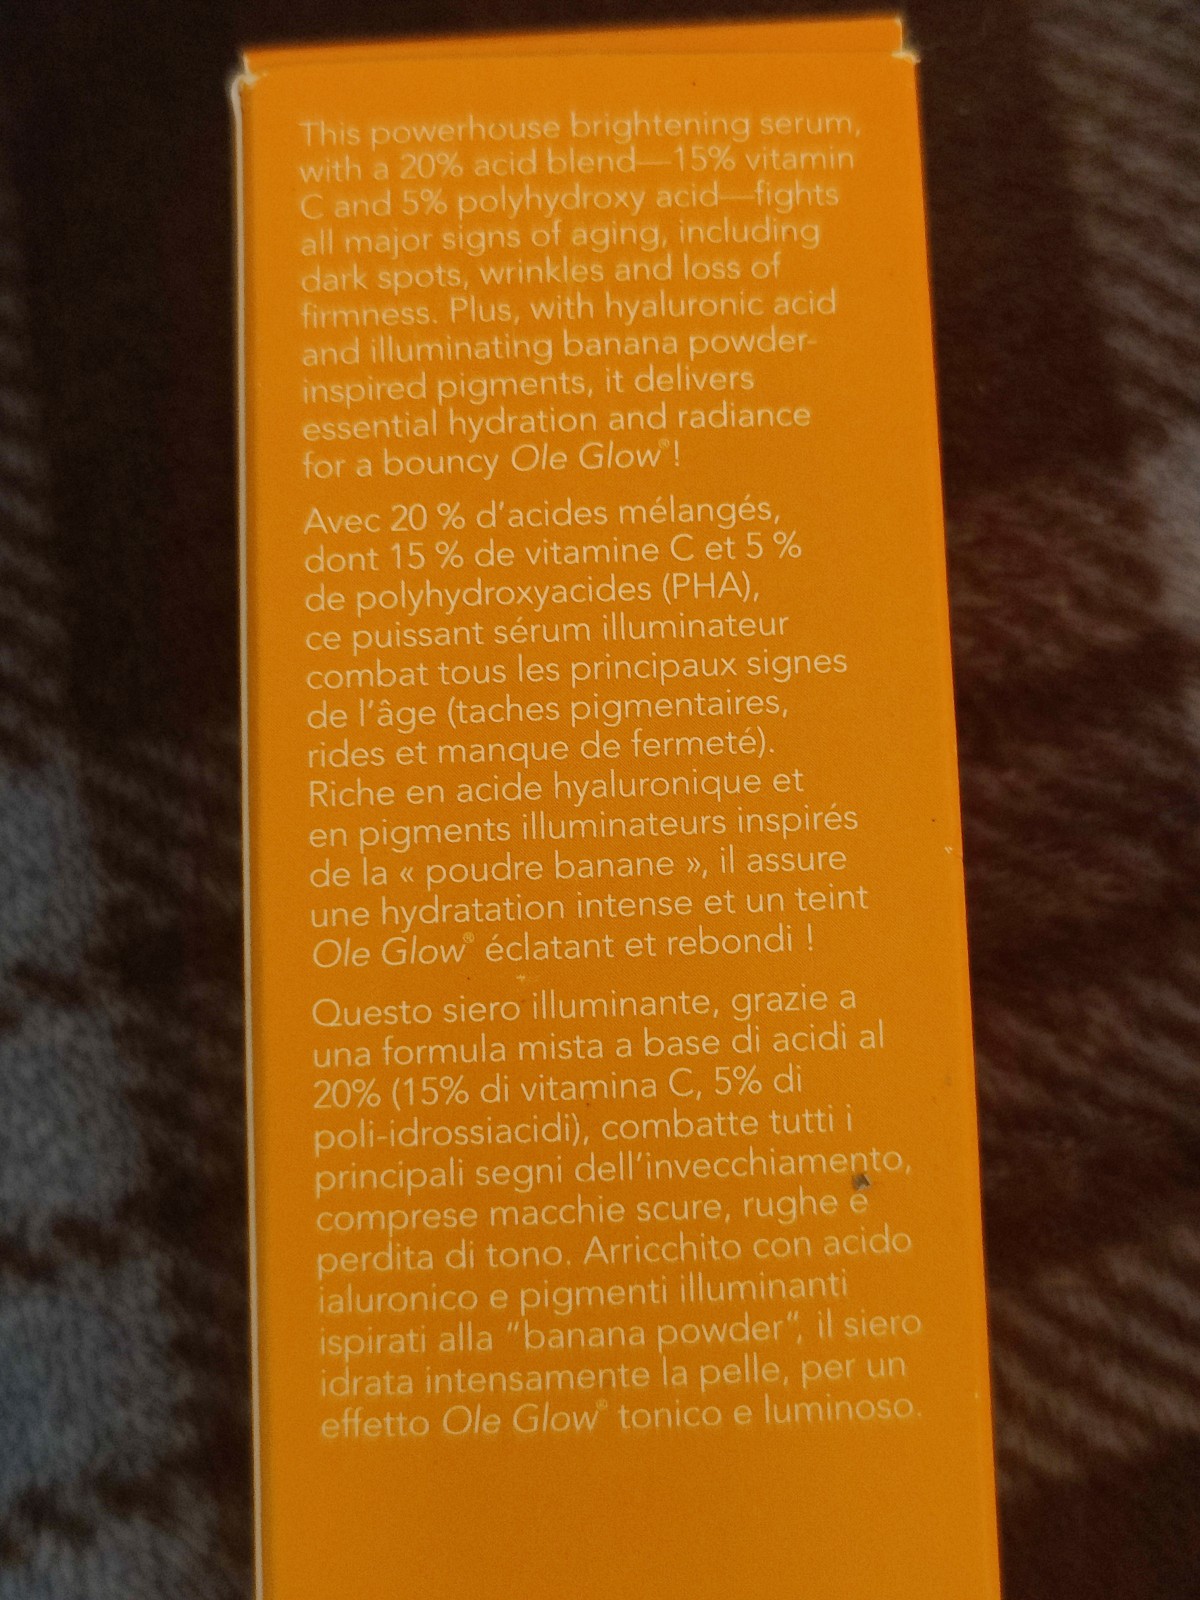 This powerhouse brightening serum,
with a 20% acid blend—15% vitamin
C and 5% polyhydroxy acid—fights
all major signs of aging, including
dark spots, wrinkles and loss of
firmness. Plus, with hyaluronic acid
and illuminating banana powder-
inspired pigments, it delivers
essential hydration and radiance
for a bouncy Ole Glow®!
Avec 20 % d'acides mélangés,
dont 15 % de vitamine C et 5 %
de polyhydroxyacides (PHA),
ce puissant sérum illuminateur
combat tous les principaux signes
de l'âge (taches pigmentaires,
rides et manque de fermeté).
Riche en acide hyaluronique et
en pigments illuminateurs inspirés
de la « poudre banane », il assure
une hydratation intense et un teint
Ole Glow® éclatant et rebondi !
Questo siero illuminante, grazie a
una formula mista a base di acidi al
20% (15% di vitamina C, 5% di
poli-idrossiacidi), combatte tutti i
principali segni dell'invecchiamento,
comprese macchie scure, rughe e
perdita di tono. Arricchito con acido
ialuronico e pigmenti illuminanti
ispirati alla "banana powder", il siero
idrata intensamente la pelle, per un
effetto Ole Glow® tonico e luminoso.